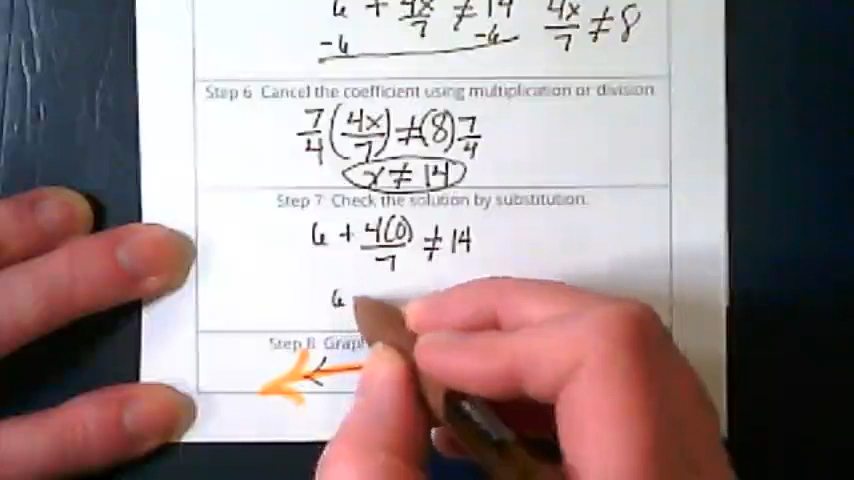 6 + 4x/7 ≠ 14 4x/7 ≠ 8
-6 -6
Step 6 Cancel the coefficient using multiplication or division
7/4 (4x/7) ≠ (8) 7/4
x ≠ 14
Step 7 Check the solution by substitution.
6 + 4(0)/7 ≠ 14
6
Step 8 Graph